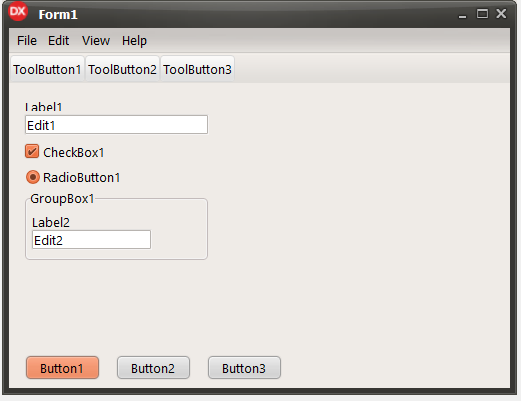 DX Form1
File Edit View Help
ToolButton1 ToolButton2 ToolButton3
Label1
Edit1
CheckBox1
RadioButton1
GroupBox1
Label2
Edit2
Button1 Button2 Button3